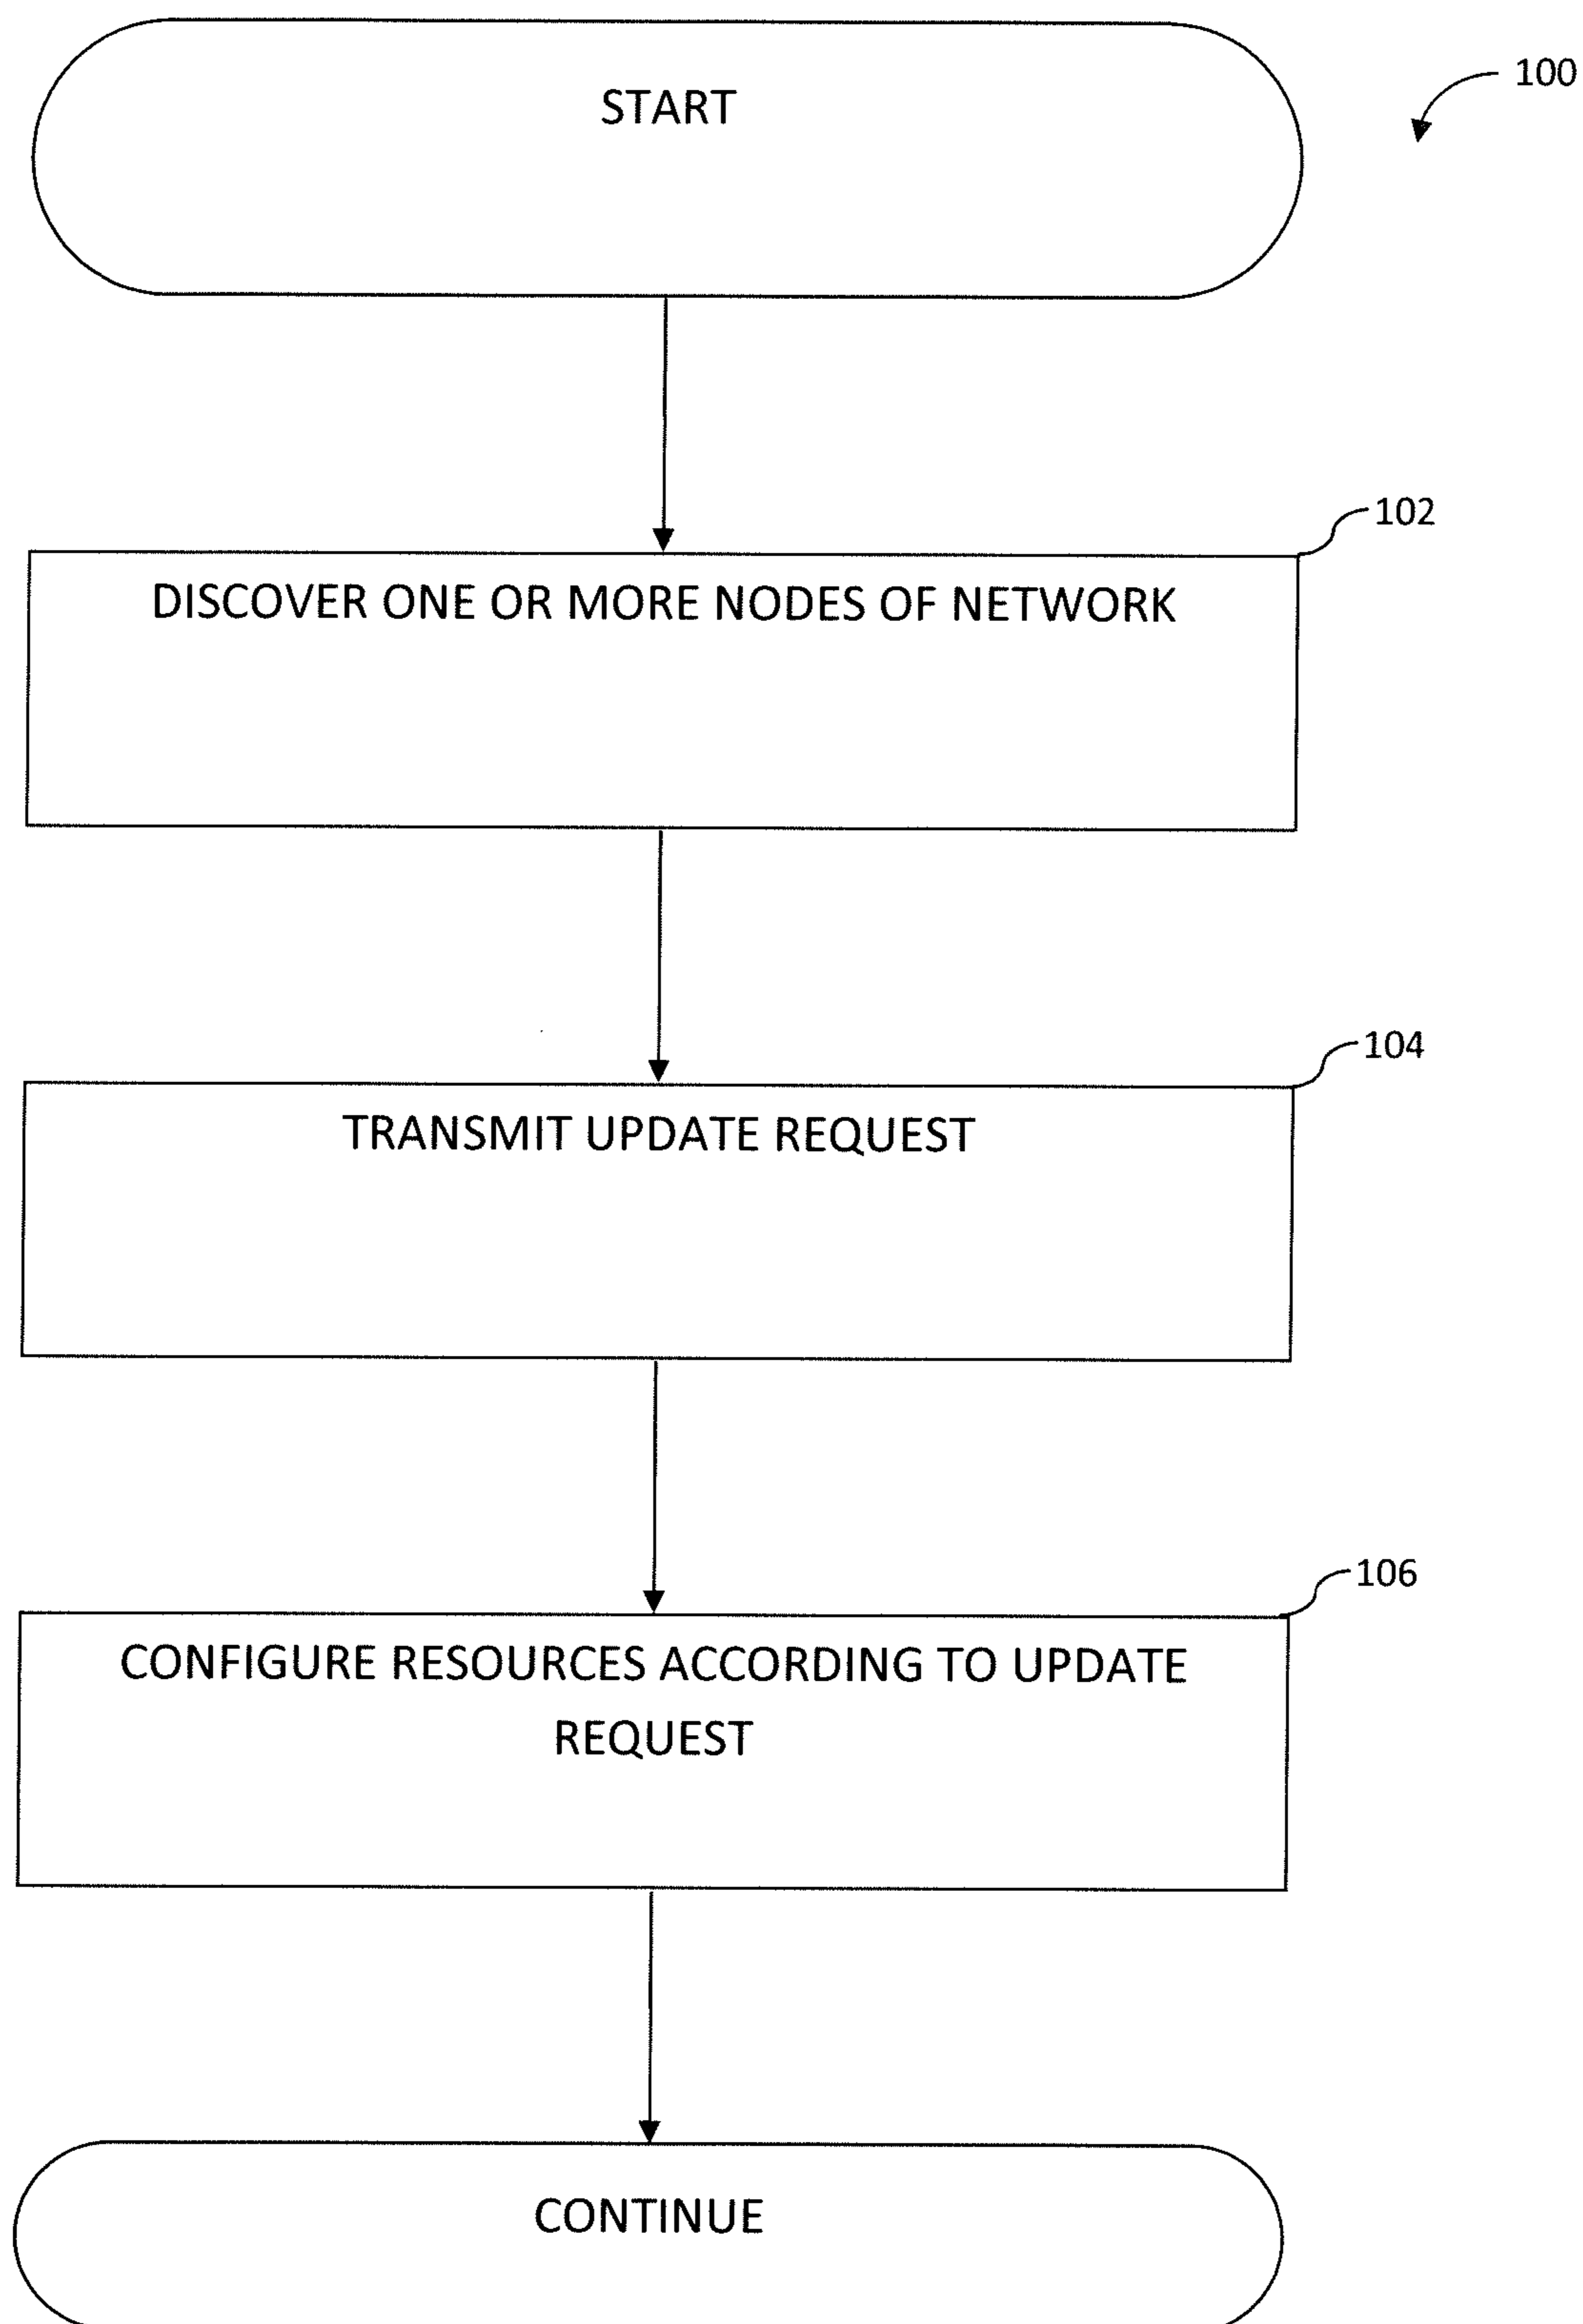 START
100
102
DISCOVER ONE OR MORE NODES OF NETWORK
104
TRANSMIT UPDATE REQUEST
106
CONFIGURE RESOURCES ACCORDING TO UPDATE
REQUEST
CONTINUE